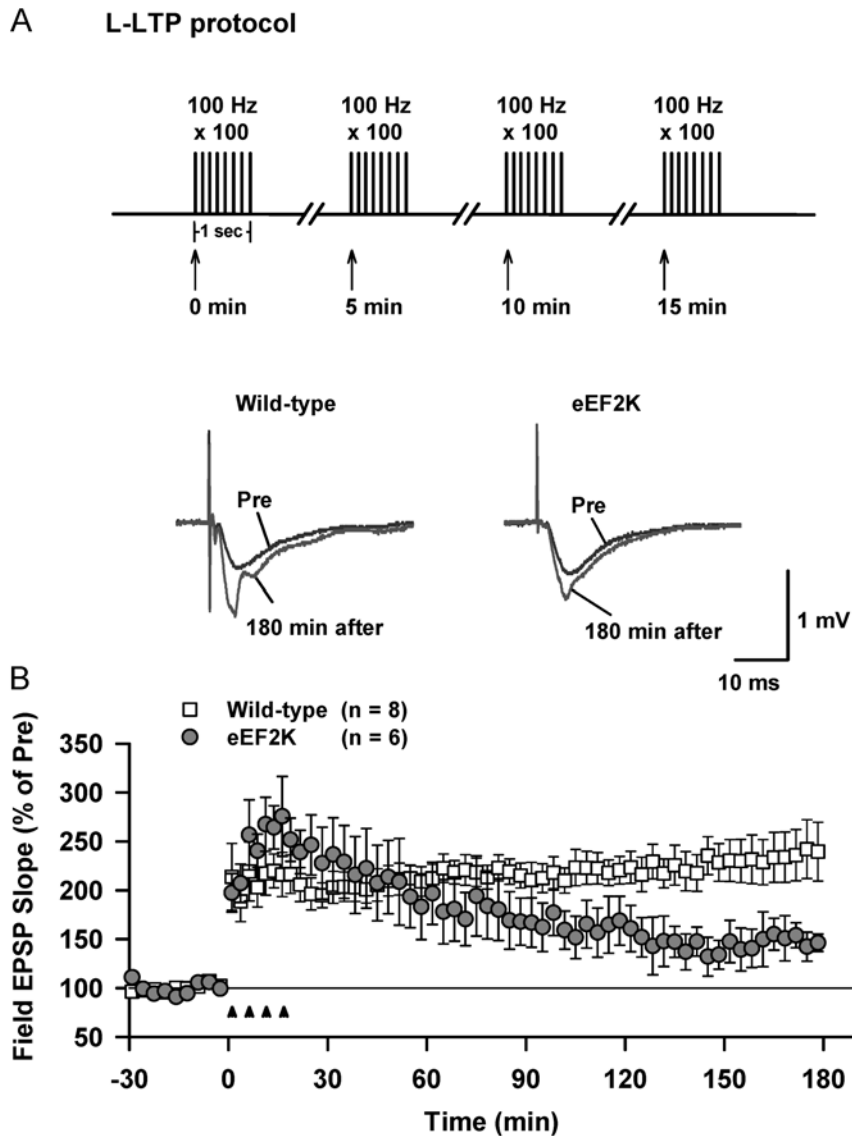 A L-LTP protocol
100 Hz x 100
100 Hz x 100
100 Hz x 100
100 Hz x 100
1 sec
0 min 5 min 10 min 15 min
Wild-type eEF2K
Pre Pre
180 min after 180 min after
1 mV
10 ms
B
Wild-type (n = 8)
eEF2K (n = 6)
Field EPSP Slope (% of Pre)
350
300
250
200
150
100
50
-30 0 30 60 90 120 150 180
Time (min)